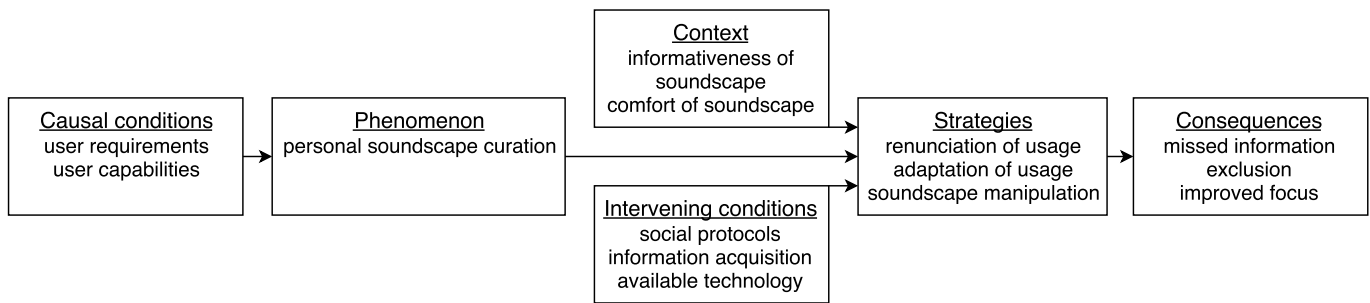 Causal conditions
user requirements
user capabilities
Phenomenon
personal soundscape curation
Context
informativeness of
soundscape
comfort of soundscape
Intervening conditions
social protocols
information acquisition
available technology
Strategies
renunciation of usage
adaptation of usage
soundscape manipulation
Consequences
missed information
exclusion
improved focus